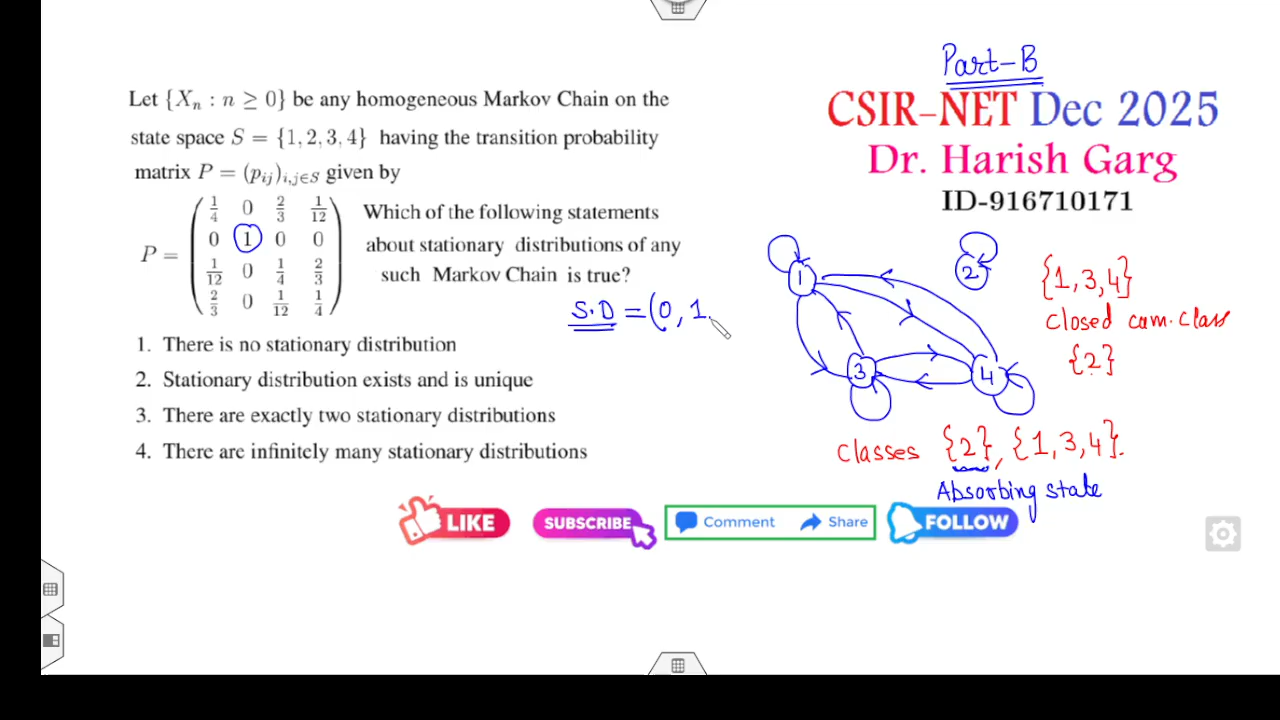 Part-B
Let {Xₙ : n ≥ 0} be any homogeneous Markov Chain on the
state space S = {1, 2, 3, 4} having the transition probability
matrix P = (pᵢⱼ)ᵢ,ⱼ∈S given by
P = ( 1/4 0 2/3 1/12
0 1 0 0
1/12 0 1/4 2/3
2/3 0 1/12 1/4 )
Which of the following statements
about stationary distributions of any
such Markov Chain is true?
S.D = (0, 1,
1. There is no stationary distribution
2. Stationary distribution exists and is unique
3. There are exactly two stationary distributions
4. There are infinitely many stationary distributions
CSIR-NET Dec 2025
Dr. Harish Garg
ID-916710171
1
2
3
4
{1,3,4}
closed com. class
{2}
classes {2}, {1,3,4}.
Absorbing state
LIKE
SUBSCRIBE
Comment
Share
FOLLOW